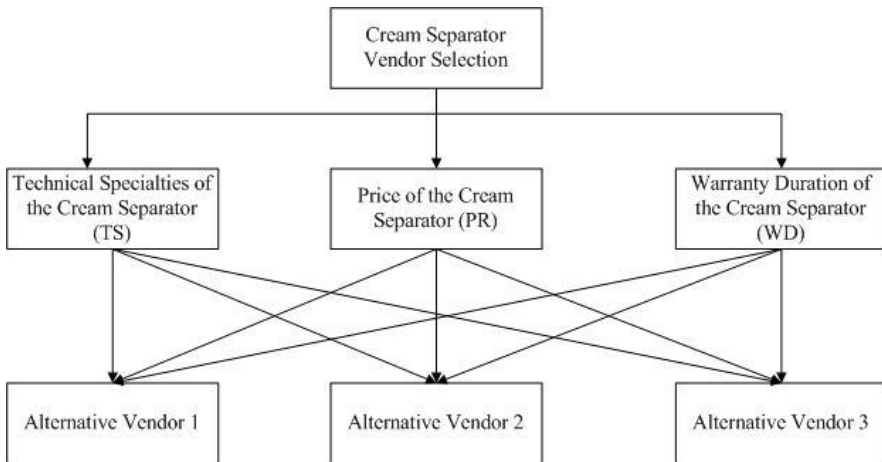 Cream Separator
Vendor Selection
Technical Specialties of
the Cream Separator
(TS)
Price of the Cream
Separator (PR)
Warranty Duration of
the Cream Separator
(WD)
Alternative Vendor 1
Alternative Vendor 2
Alternative Vendor 3